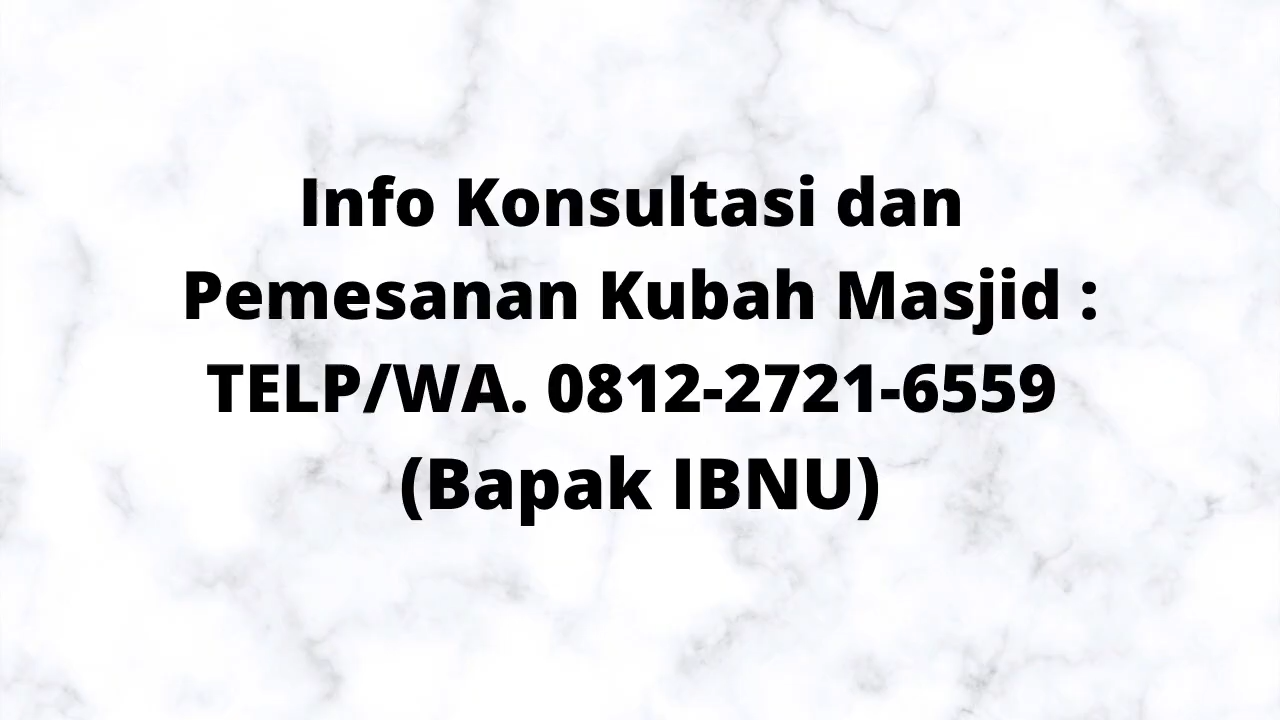 Info Konsultasi dan
Pemesanan Kubah Masjid :
TELP/WA. 0812-2721-6559
(Bapak IBNU)